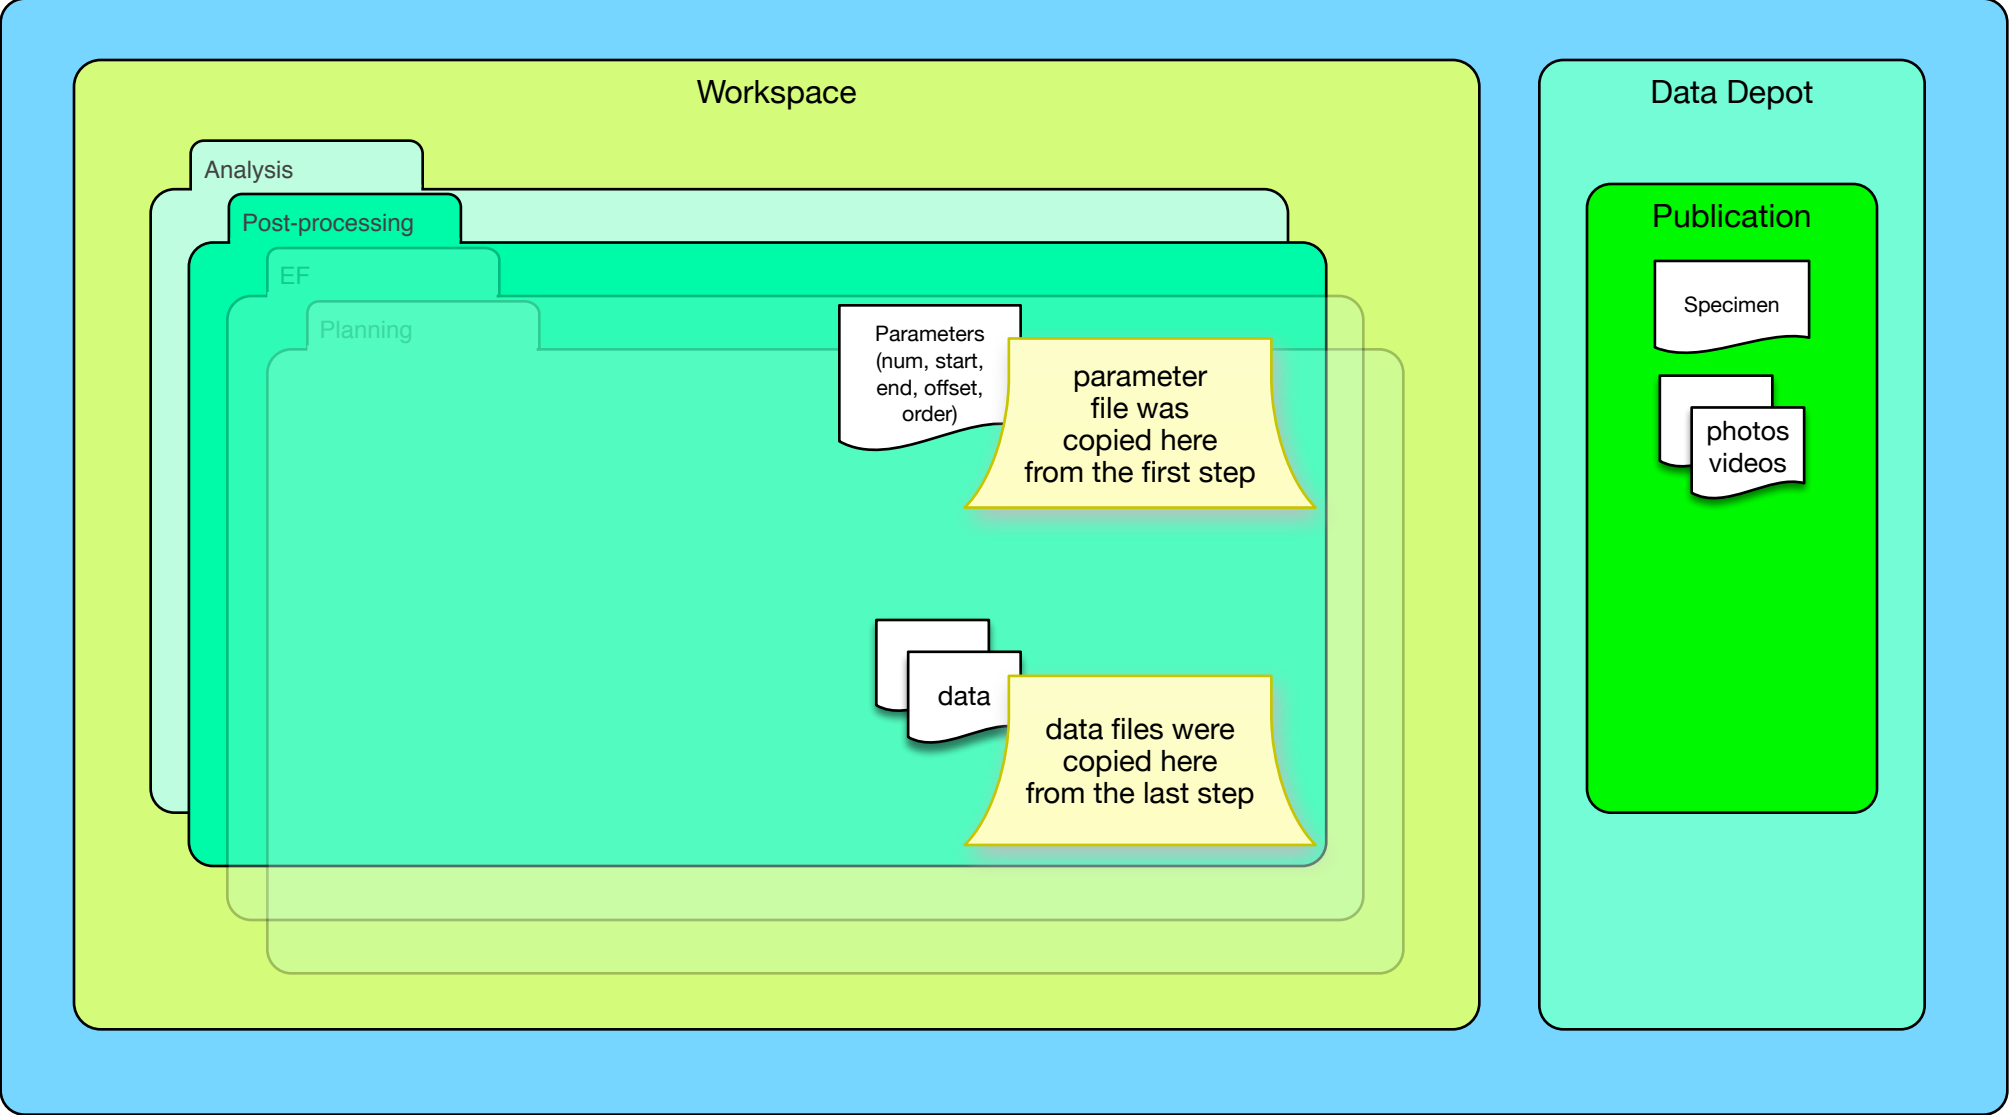 Workspace
Analysis
Post-processing
EF
Planning
Parameters
(num, start,
end, offset,
order)
parameter
file was
copied here
from the first step
data
data files were
copied here
from the last step
Data Depot
Publication
Specimen
photos
videos